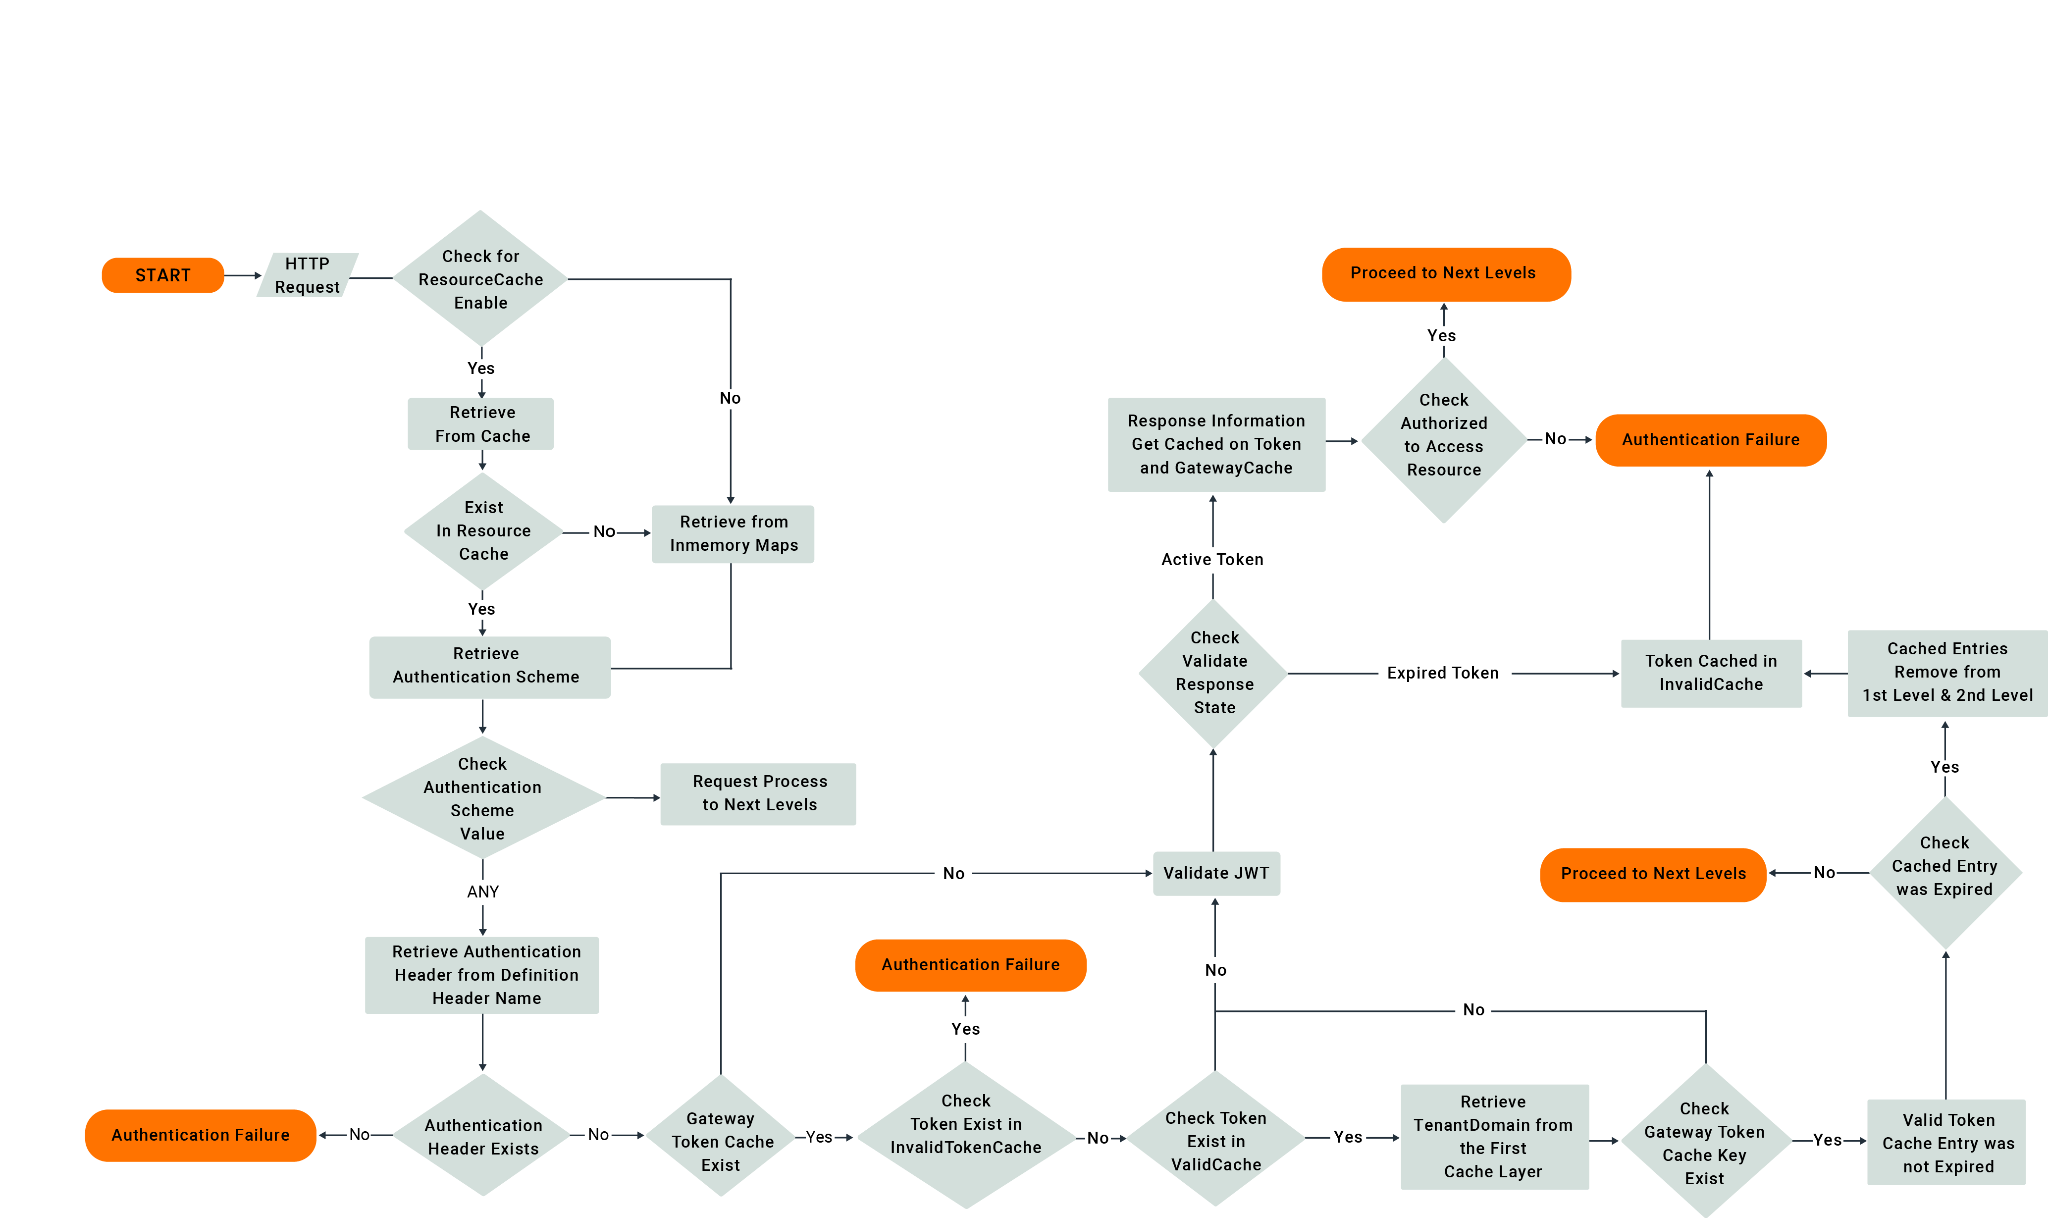 START
HTTP
Request
Check for
ResourceCache
Enable
Yes
No
Retrieve
From Cache
Exist
In Resource
Cache
No
Retrieve from
Inmemory Maps
Yes
Retrieve
Authentication Scheme
Check
Authentication
Scheme
Value
Request Process
to Next Levels
ANY
Retrieve Authentication
Header from Definition
Header Name
Authentication
Header Exists
No
Authentication Failure
No
Gateway
Token Cache
Exist
No
Yes
Check
Token Exist in
InvalidTokenCache
Yes
Authentication Failure
No
Check Token
Exist in
ValidCache
No
Yes
Retrieve
TenantDomain from
the First
Cache Layer
Check
Gateway Token
Cache Key
Exist
No
Yes
Valid Token
Cache Entry was
not Expired
Check
Cached Entry
was Expired
No
Proceed to Next Levels
Yes
Cached Entries
Remove from
1st Level & 2nd Level
Token Cached in
InvalidCache
Validate JWT
Check
Validate
Response
State
Expired Token
Active Token
Response Information
Get Cached on Token
and GatewayCache
Check
Authorized
to Access
Resource
Yes
Proceed to Next Levels
No
Authentication Failure